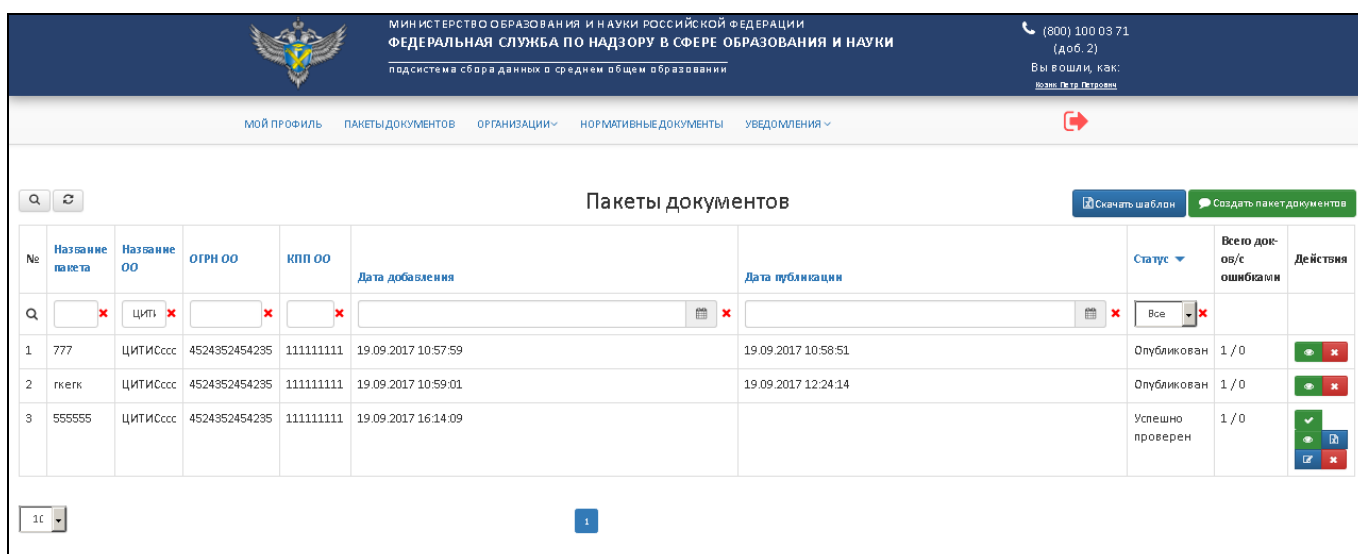 МИНИСТЕРСТВО ОБРАЗОВАНИЯ И НАУКИ РОССИЙСКОЙ ФЕДЕРАЦИИ
ФЕДЕРАЛЬНАЯ СЛУЖБА ПО НАДЗОРУ В СФЕРЕ ОБРАЗОВАНИЯ И НАУКИ
подсистема сбора данных о среднем общем образовании
(800) 100 03 71
(доб. 2)
Вы вошли, как:
Козик Петр Петрович
МОЙ ПРОФИЛЬ ПАКЕТЫ ДОКУМЕНТОВ ОРГАНИЗАЦИИ НОРМАТИВНЫЕ ДОКУМЕНТЫ УВЕДОМЛЕНИЯ
Пакеты документов
Скачать шаблон Создать пакет документов
№ Название пакета Название ОО ОГРН ОО КПП ОО Дата добавления Дата публикации Статус Всего док-ов/с ошибками Действия
ЦИТИ Все
1 777 ЦИТИСссс 4524352454235 111111111 19.09.2017 10:57:59 19.09.2017 10:58:51 Опубликован 1 / 0
2 гкегк ЦИТИСссс 4524352454235 111111111 19.09.2017 10:59:01 19.09.2017 12:24:14 Опубликован 1 / 0
3 555555 ЦИТИСссс 4524352454235 111111111 19.09.2017 16:14:09 Успешно проверен 1 / 0
1